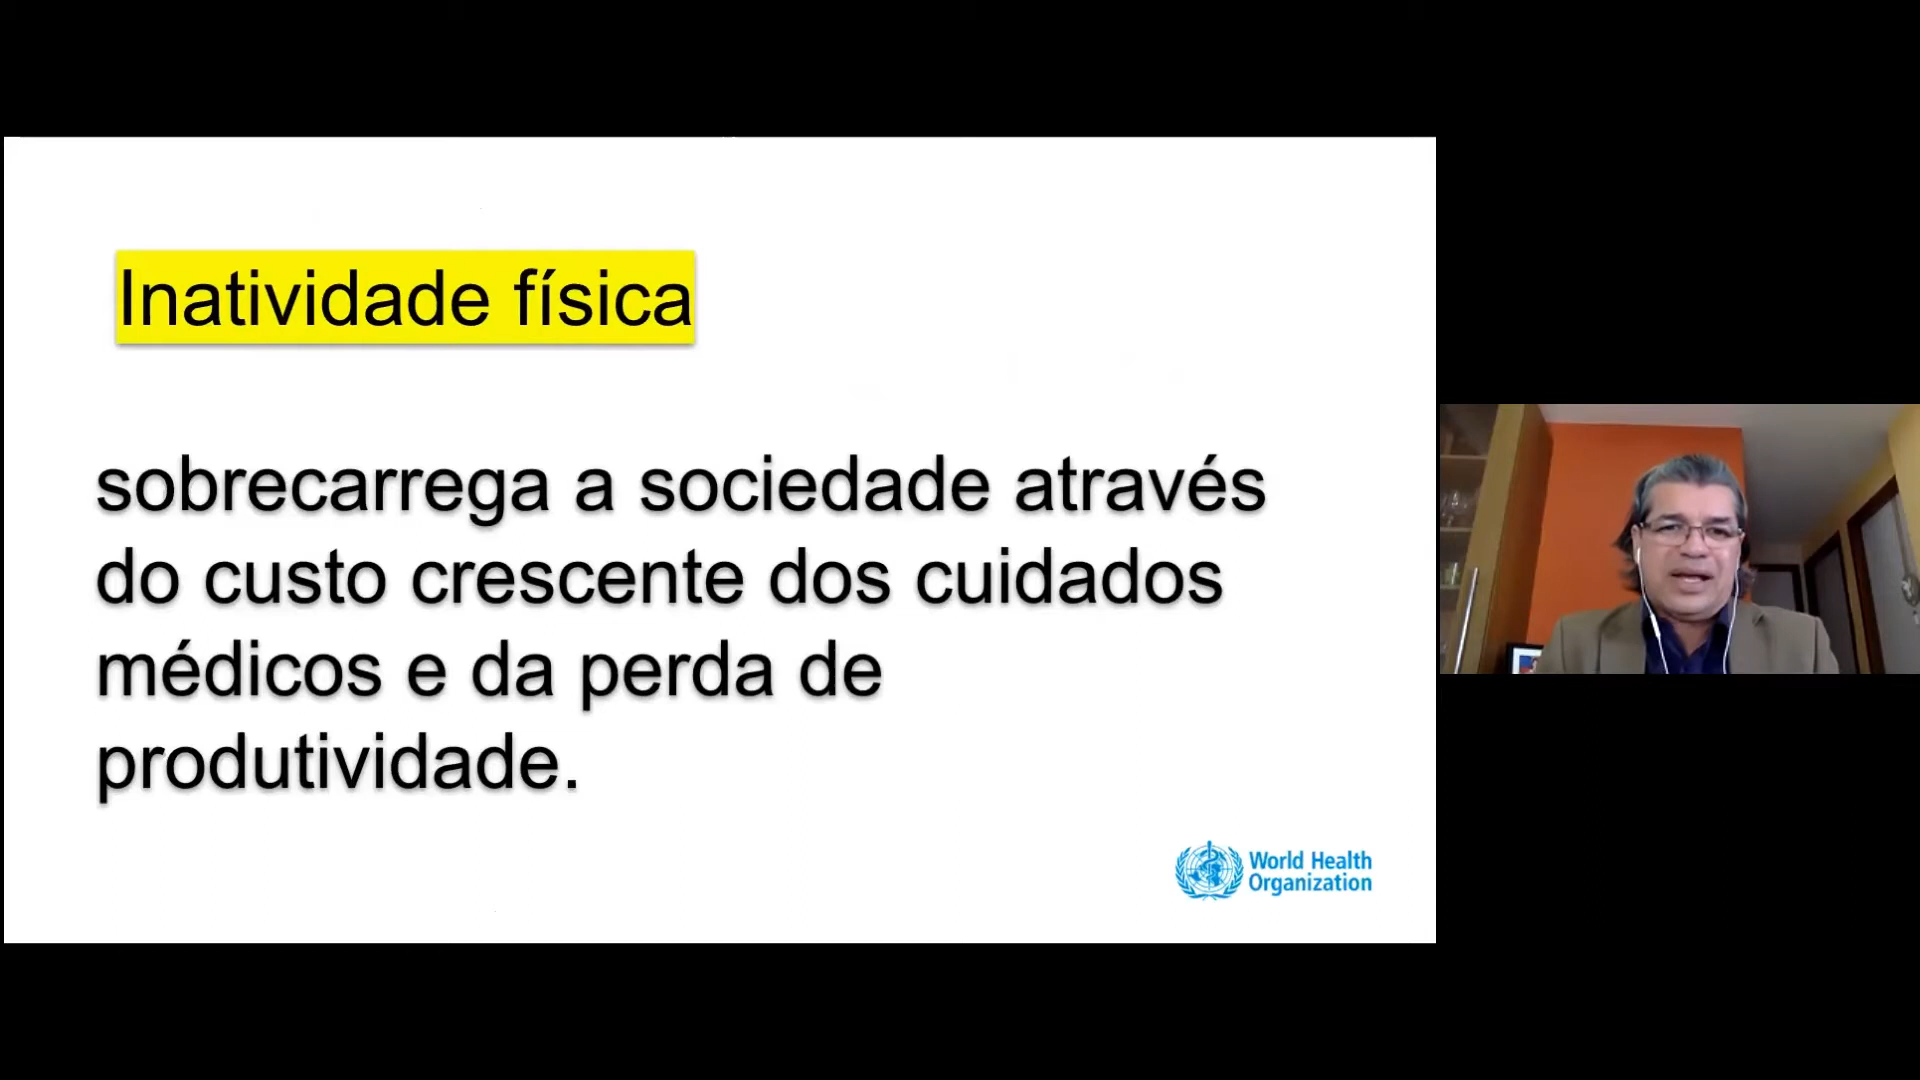 Inatividade física
sobrecarrega a sociedade através
do custo crescente dos cuidados
médicos e da perda de
produtividade.
World Health
Organization